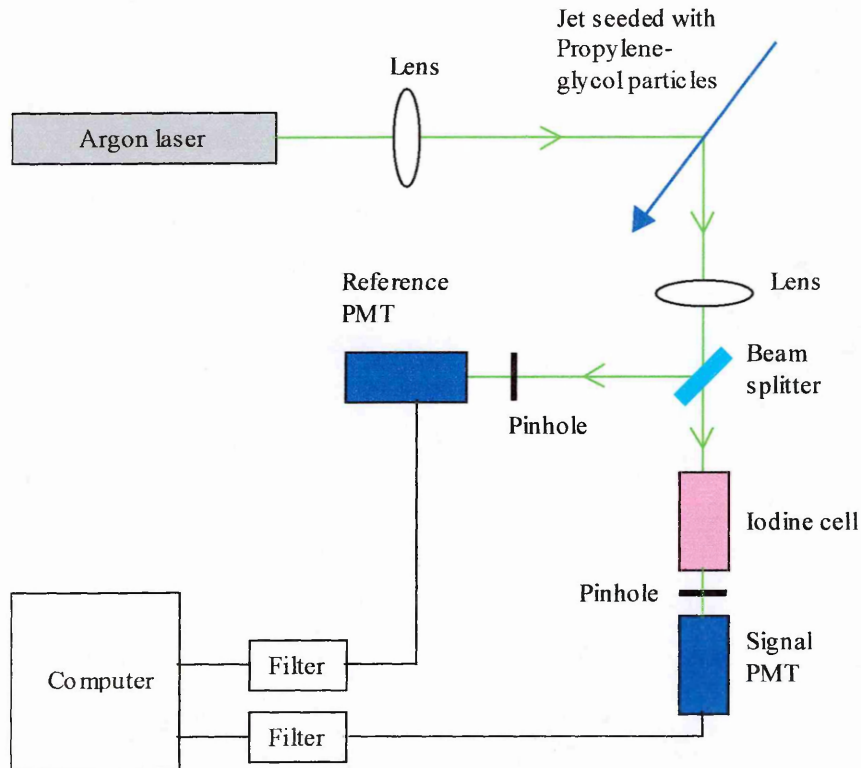 Jet seeded with
Propylene-
glycol particles
Lens
Argon laser
Lens
Reference
PMT
Beam
splitter
Pinhole
Iodine cell
Pinhole
Signal
PMT
Filter
Computer
Filter